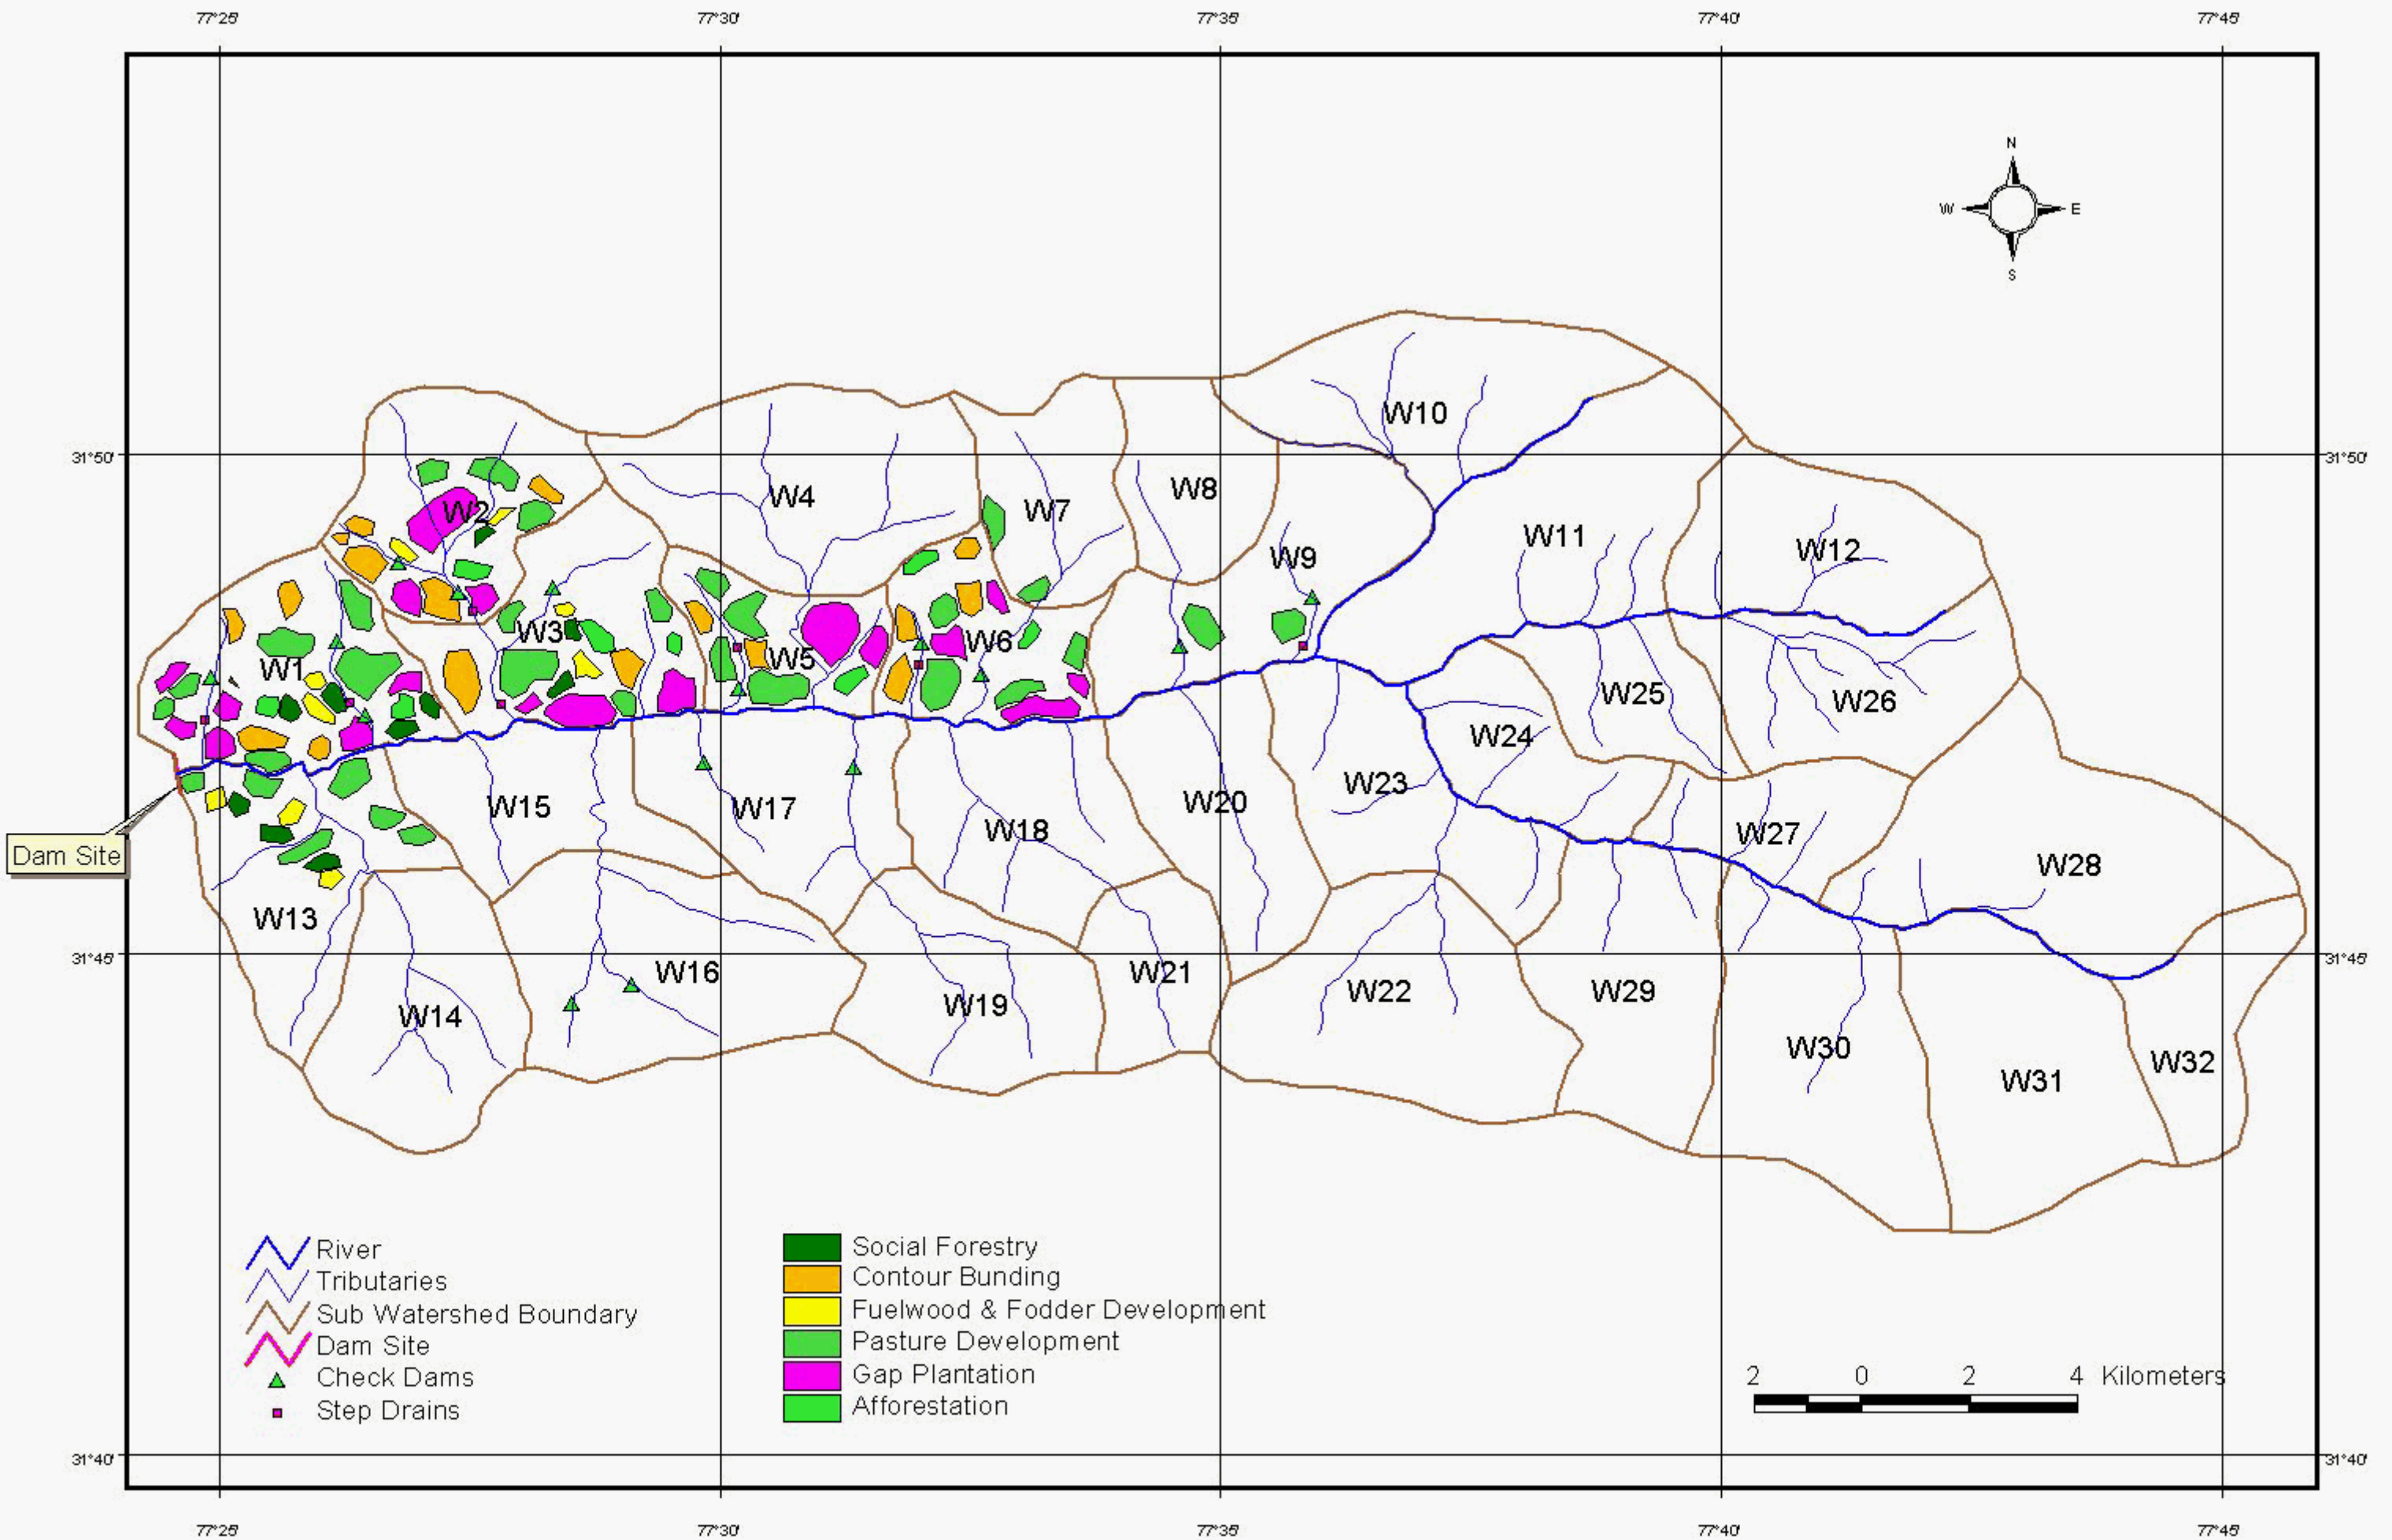 77°25' 77°30' 77°35' 77°40' 77°45'
N
W E
S
W10
31°50' 31°50'
W4 W8
W2 W7
W11
W12
W9
W3 W6
W5
W1
W25 W26
W24
W23
W20
W15 W17
W18 W27
Dam Site
W28
W13
W16 W21
W22 W29
31°45' 31°45'
W14 W19
W30
W32
W31
River
Tributaries
Sub Watershed Boundary
Dam Site
Check Dams
Step Drains
Social Forestry
Contour Bunding
Fuelwood & Fodder Development
Pasture Development
Gap Plantation
Afforestation
2 0 2 4 Kilometers
31°40' 31°40'
77°25' 77°30' 77°35' 77°40' 77°45'